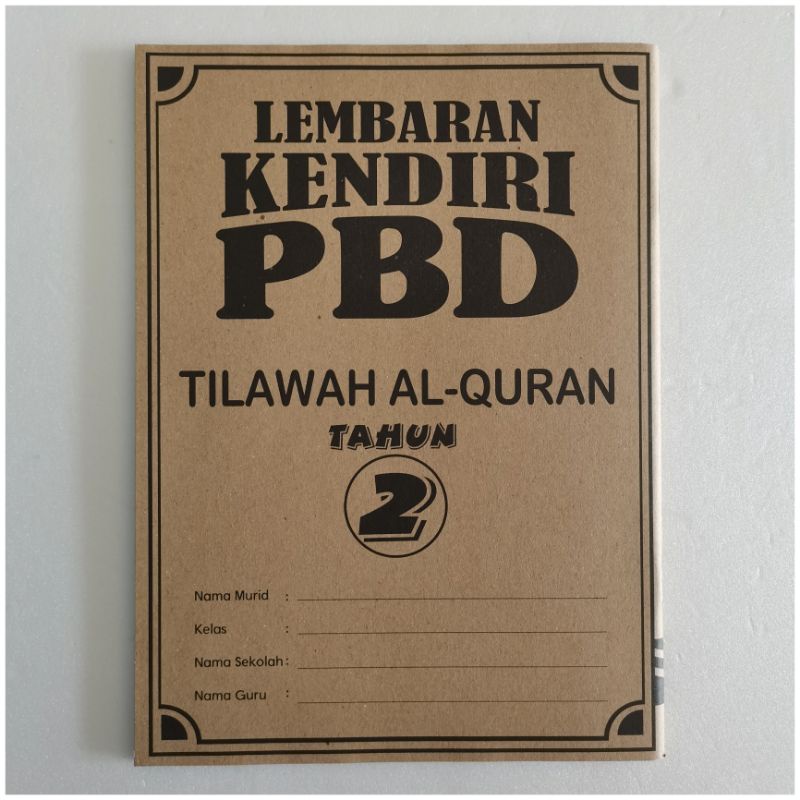 LEMBARAN
KENDIRI
PBD
TILAWAH AL-QURAN
TAHUN
2
Nama Murid :
Kelas :
Nama Sekolah :
Nama Guru :